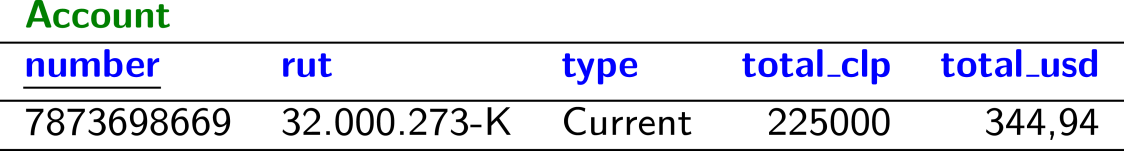 Account
number rut type total_clp total_usd
7873698669 32.000.273-K Current 225000 344,94